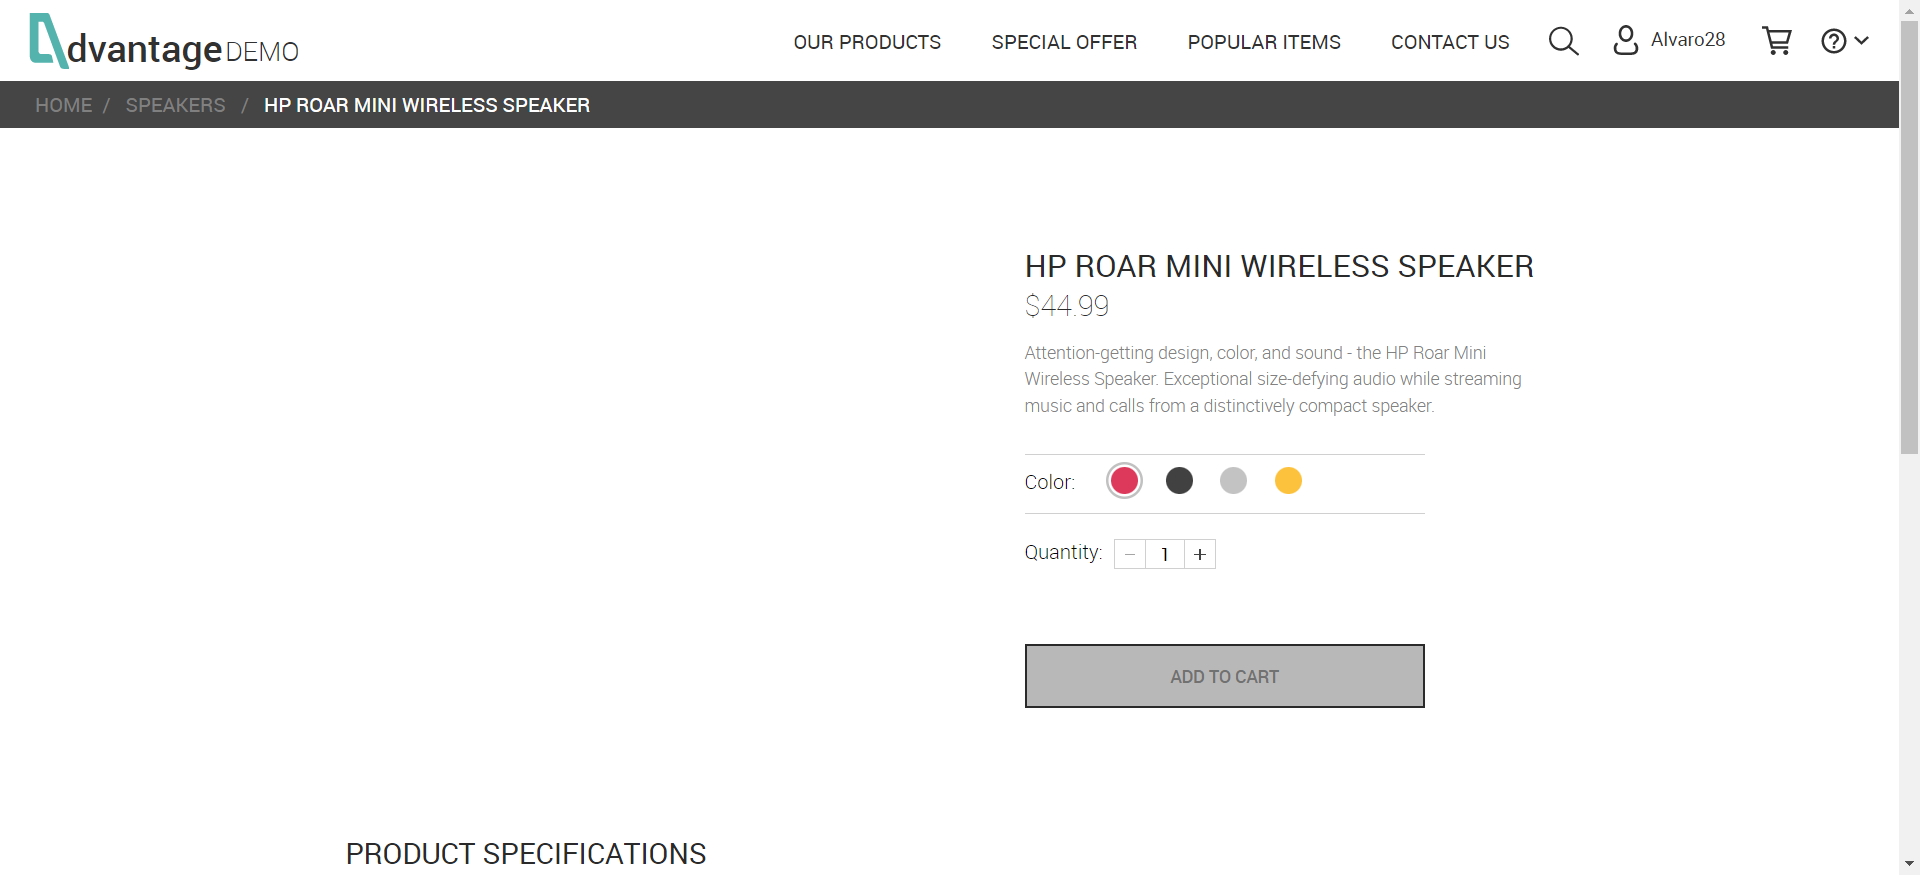 dvantage DEMO
OUR PRODUCTS
SPECIAL OFFER
POPULAR ITEMS
CONTACT US
Alvaro28
HOME / SPEAKERS / HP ROAR MINI WIRELESS SPEAKER
HP ROAR MINI WIRELESS SPEAKER
$44.99
Attention-getting design, color, and sound - the HP Roar Mini
Wireless Speaker. Exceptional size-defying audio while streaming
music and calls from a distinctively compact speaker.
Color:
Quantity: − 1 +
ADD TO CART
PRODUCT SPECIFICATIONS